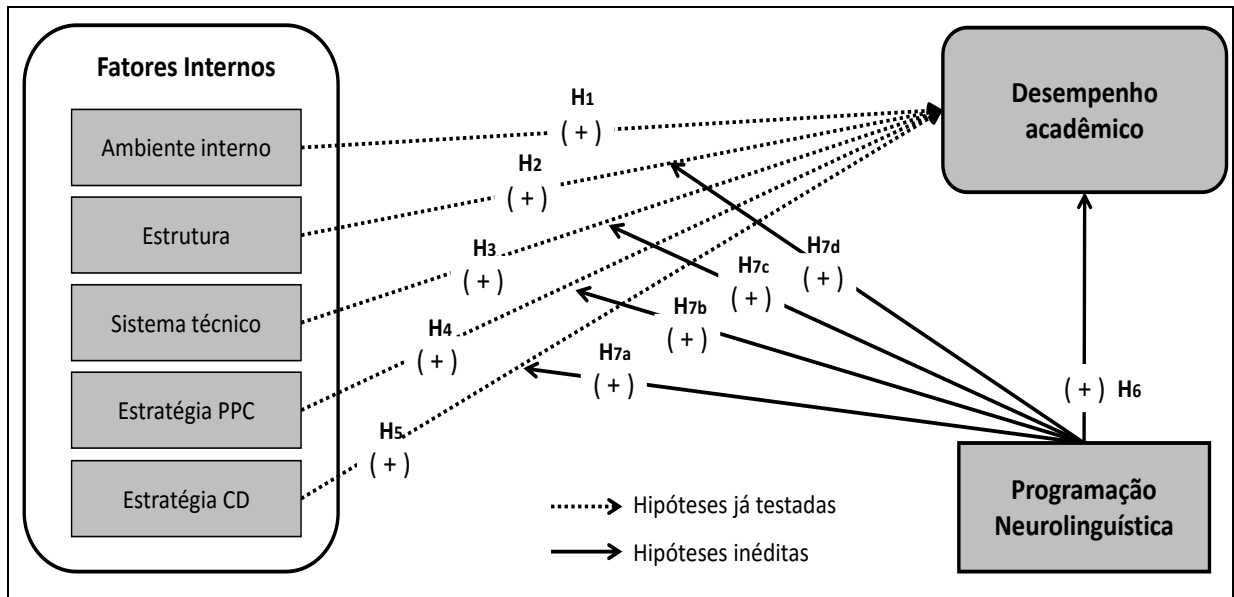 Fatores Internos
Ambiente interno
Estrutura
Sistema técnico
Estratégia PPC
Estratégia CD
H1
( + )
H2
( + )
H3
( + )
H4
( + )
H5
( + )
H7d
( + )
H7c
( + )
H7b
( + )
H7a
( + )
Desempenho
acadêmico
( + ) H6
Programação
Neurolinguística
Hipóteses já testadas
Hipóteses inéditas